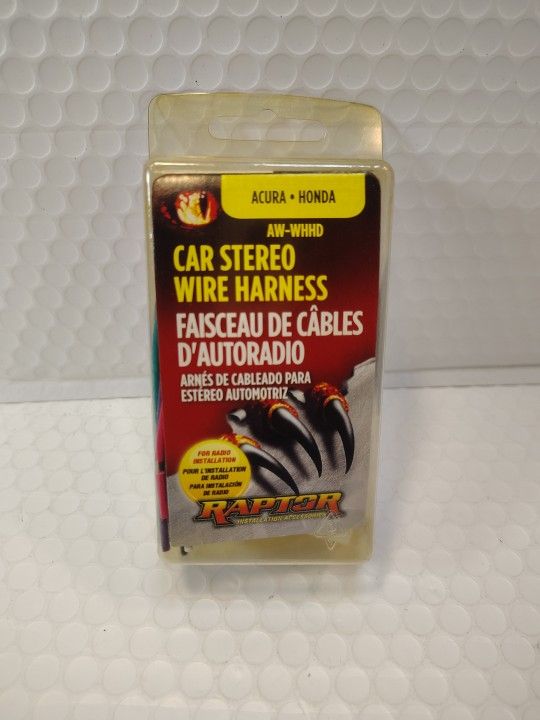 ACURA • HONDA
AW-WHHD
CAR STEREO
WIRE HARNESS
FAISCEAU DE CÂBLES
D'AUTORADIO
ARNÉS DE CABLEADO PARA
ESTÉREO AUTOMOTRIZ
FOR RADIO
INSTALLATION
POUR L'INSTALLATION
DE RADIO
PARA INSTALACIÓN
DE RADIO
RAPTOR
INSTALLATION ACCESSORIES